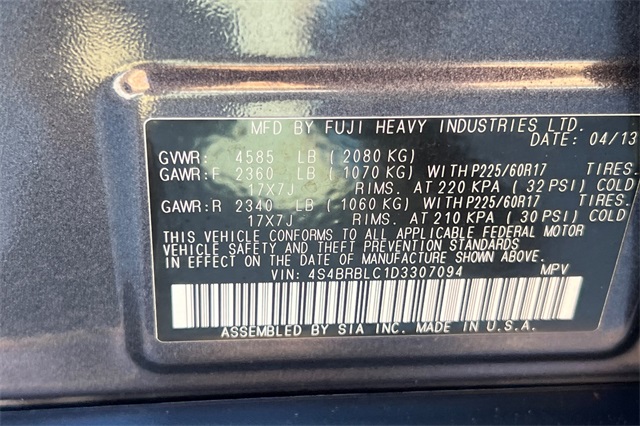 MFD BY FUJI HEAVY INDUSTRIES LTD.
DATE: 04/13
GVWR: 4585 LB (2080 KG)
GAWR:F 2360 LB (1070 KG) WITH P225/60R17 TIRES.
17X7J RIMS. AT 220 KPA (32 PSI) COLD
GAWR:R 2340 LB (1060 KG) WITH P225/60R17 TIRES.
17X7J RIMS. AT 210 KPA (30 PSI) COLD
THIS VEHICLE CONFORMS TO ALL APPLICABLE FEDERAL MOTOR
VEHICLE SAFETY AND THEFT PREVENTION STANDARDS
IN EFFECT ON THE DATE OF MANUFACTURE SHOWN ABOVE.
VIN: 4S4BRBLC1D3307094 MPV
ASSEMBLED BY SIA INC. MADE IN U.S.A.